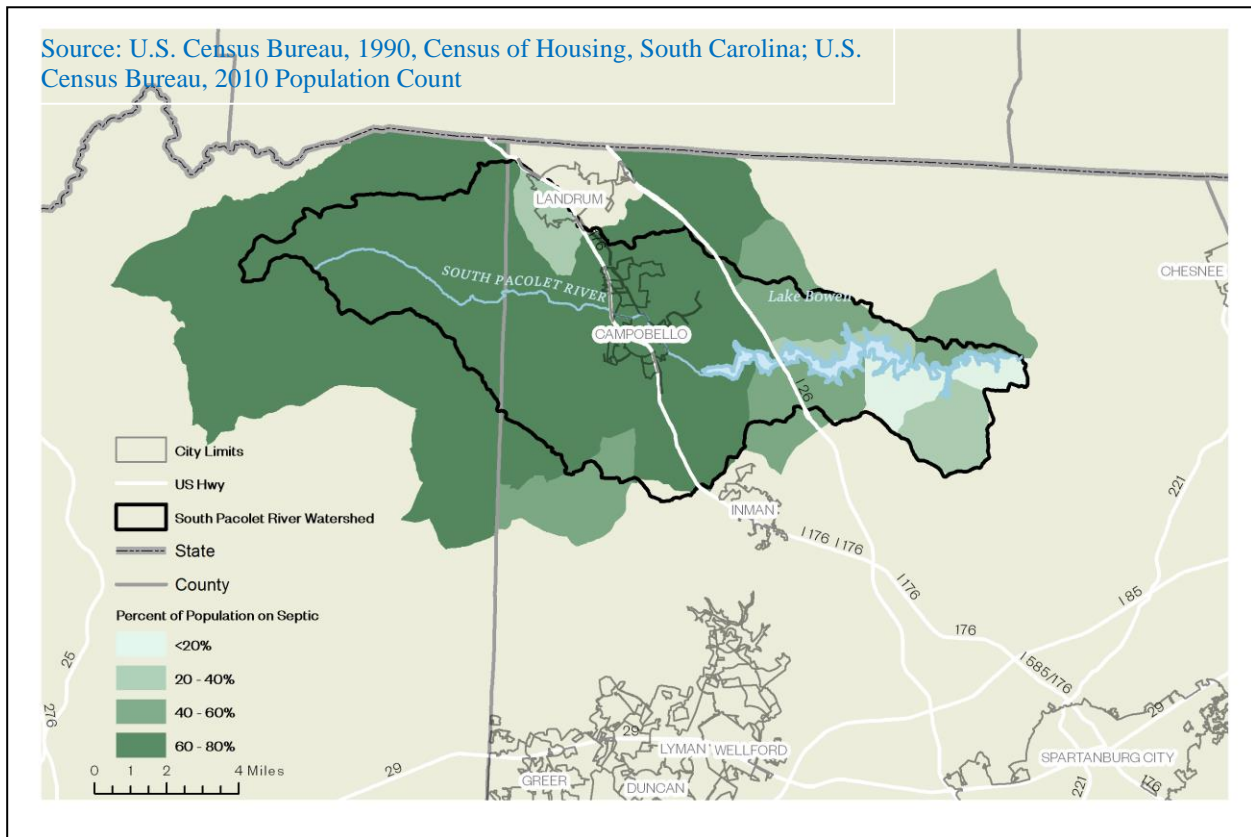 Source: U.S. Census Bureau, 1990, Census of Housing, South Carolina; U.S.
Census Bureau, 2010 Population Count
LANDRUM
176
SOUTH PACOLET RIVER
CHESNEE
Lake Bowen
CAMPOBELLO
I 26
City Limits
US Hwy
INMAN
South Pacolet River Watershed
221
State
I 176 I 176
County
I 176
I 85
Percent of Population on Septic
176
<20%
25
I 585/176
20 - 40%
276
40 - 60%
29
29
60 - 80%
LYMAN WELLFORD
SPARTANBURG CITY
0 1 2 4 Miles
29
GREER
DUNCAN
221
176